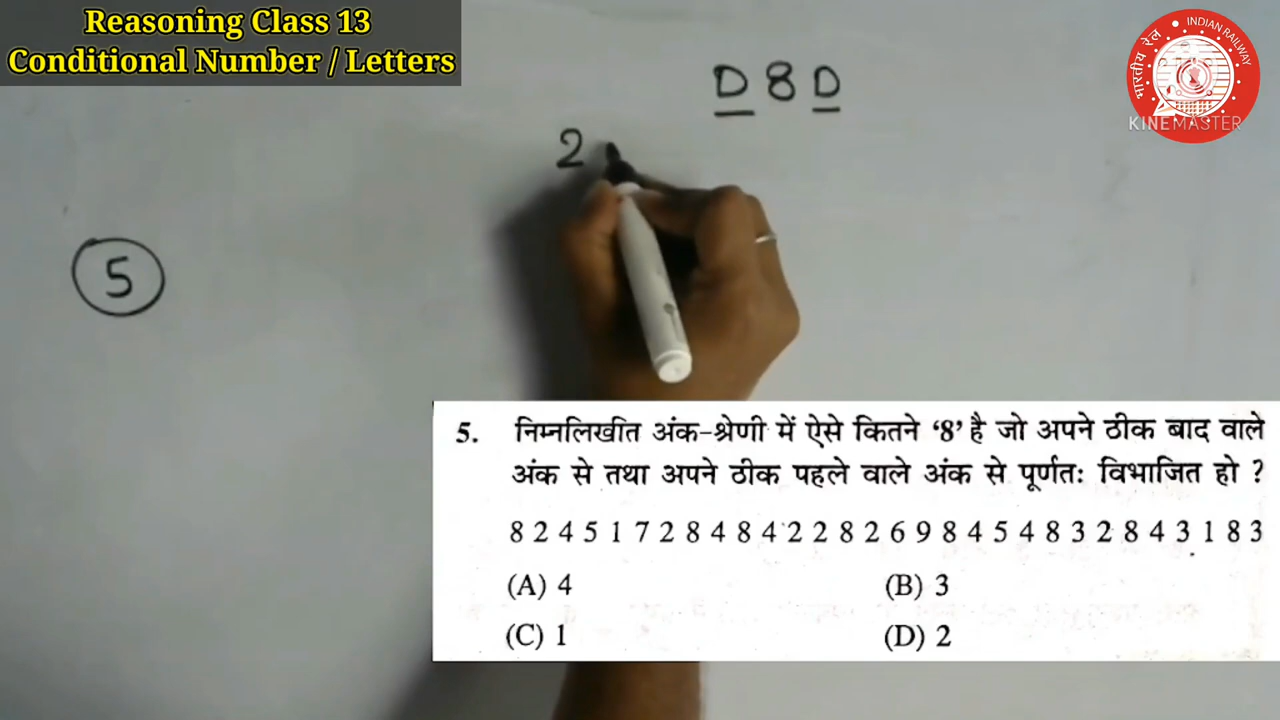 Reasoning Class 13
Conditional Number / Letters
भारतीय रेल
INDIAN RAILWAY
KINEMASTER
D 8 D
2
5
5. निम्नलिखीत अंक-श्रेणी में ऐसे कितने ‘8’ है जो अपने ठीक बाद वाले
अंक से तथा अपने ठीक पहले वाले अंक से पूर्णतः विभाजित हो ?
8 2 4 5 1 7 2 8 4 8 4 2 2 8 2 6 9 8 4 5 4 8 3 2 8 4 3 1 8 3
(A) 4 (B) 3
(C) 1 (D) 2